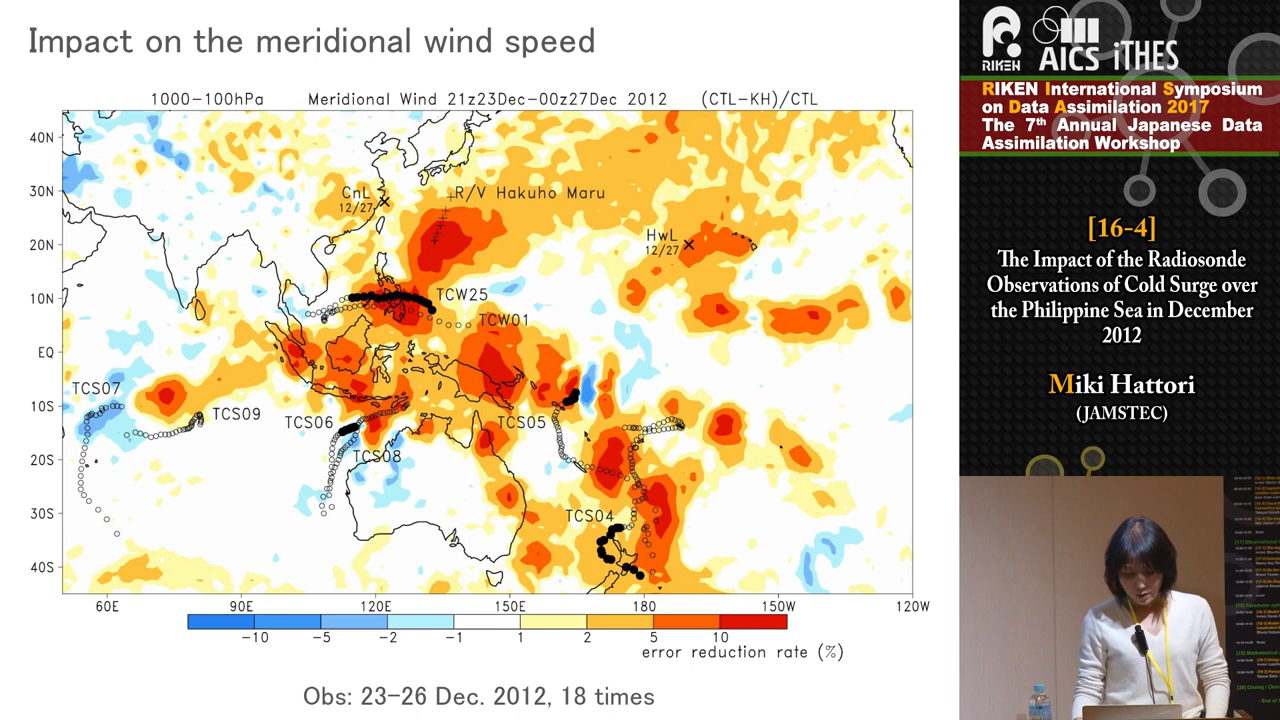 Impact on the meridional wind speed
1000−100hPa Meridional Wind 21z23Dec−00z27Dec 2012 (CTL−KH)/CTL
40N
30N
20N
10N
EQ
10S
20S
30S
40S
CnL
12/27
R/V Hakuho Maru
HwL
12/27
TCW25
TCW01
TCS07
TCS09
TCS06
TCS05
TCS08
TCS04
60E 90E 120E 150E 180 150W 120W
−10 −5 −2 −1 1 2 5 10
error reduction rate (%)
Obs: 23−26 Dec. 2012, 18 times
RIKEN AICS iTHES
RIKEN International Symposium
on Data Assimilation 2017
The 7th Annual Japanese Data
Assimilation Workshop
[16-4]
The Impact of the Radiosonde
Observations of Cold Surge over
the Philippine Sea in December
2012
Miki Hattori
(JAMSTEC)